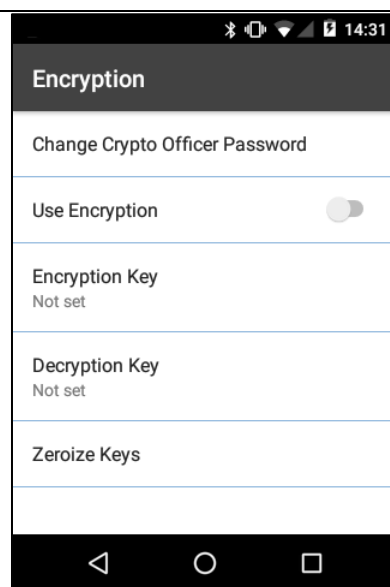 14:31
Encryption
Change Crypto Officer Password
Use Encryption
Encryption Key
Not set
Decryption Key
Not set
Zeroize Keys